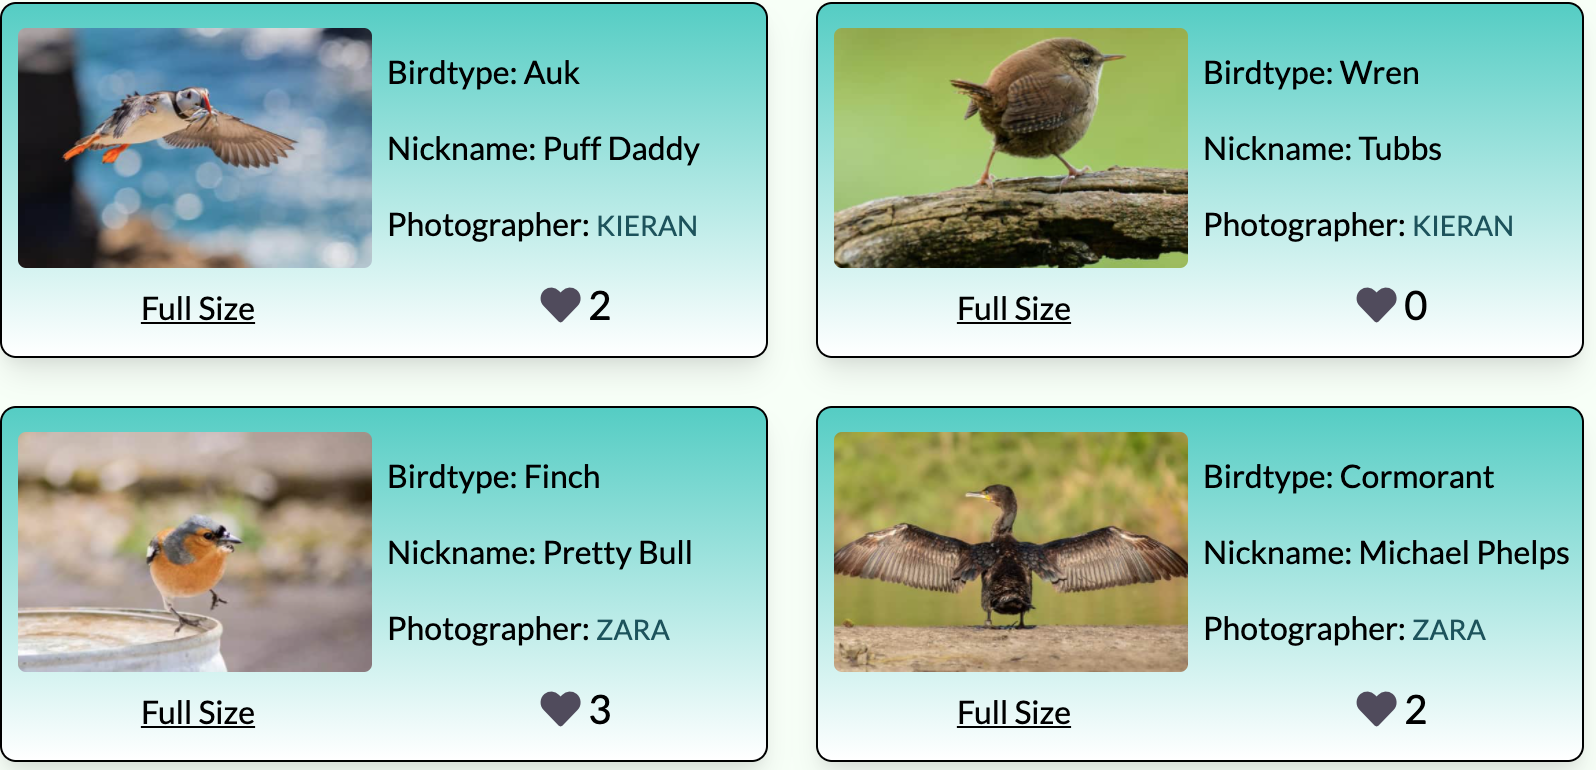 Birdtype: Auk
Nickname: Puff Daddy
Photographer: KIERAN
Full Size
2
Birdtype: Wren
Nickname: Tubbs
Photographer: KIERAN
Full Size
0
Birdtype: Finch
Nickname: Pretty Bull
Photographer: ZARA
Full Size
3
Birdtype: Cormorant
Nickname: Michael Phelps
Photographer: ZARA
Full Size
2